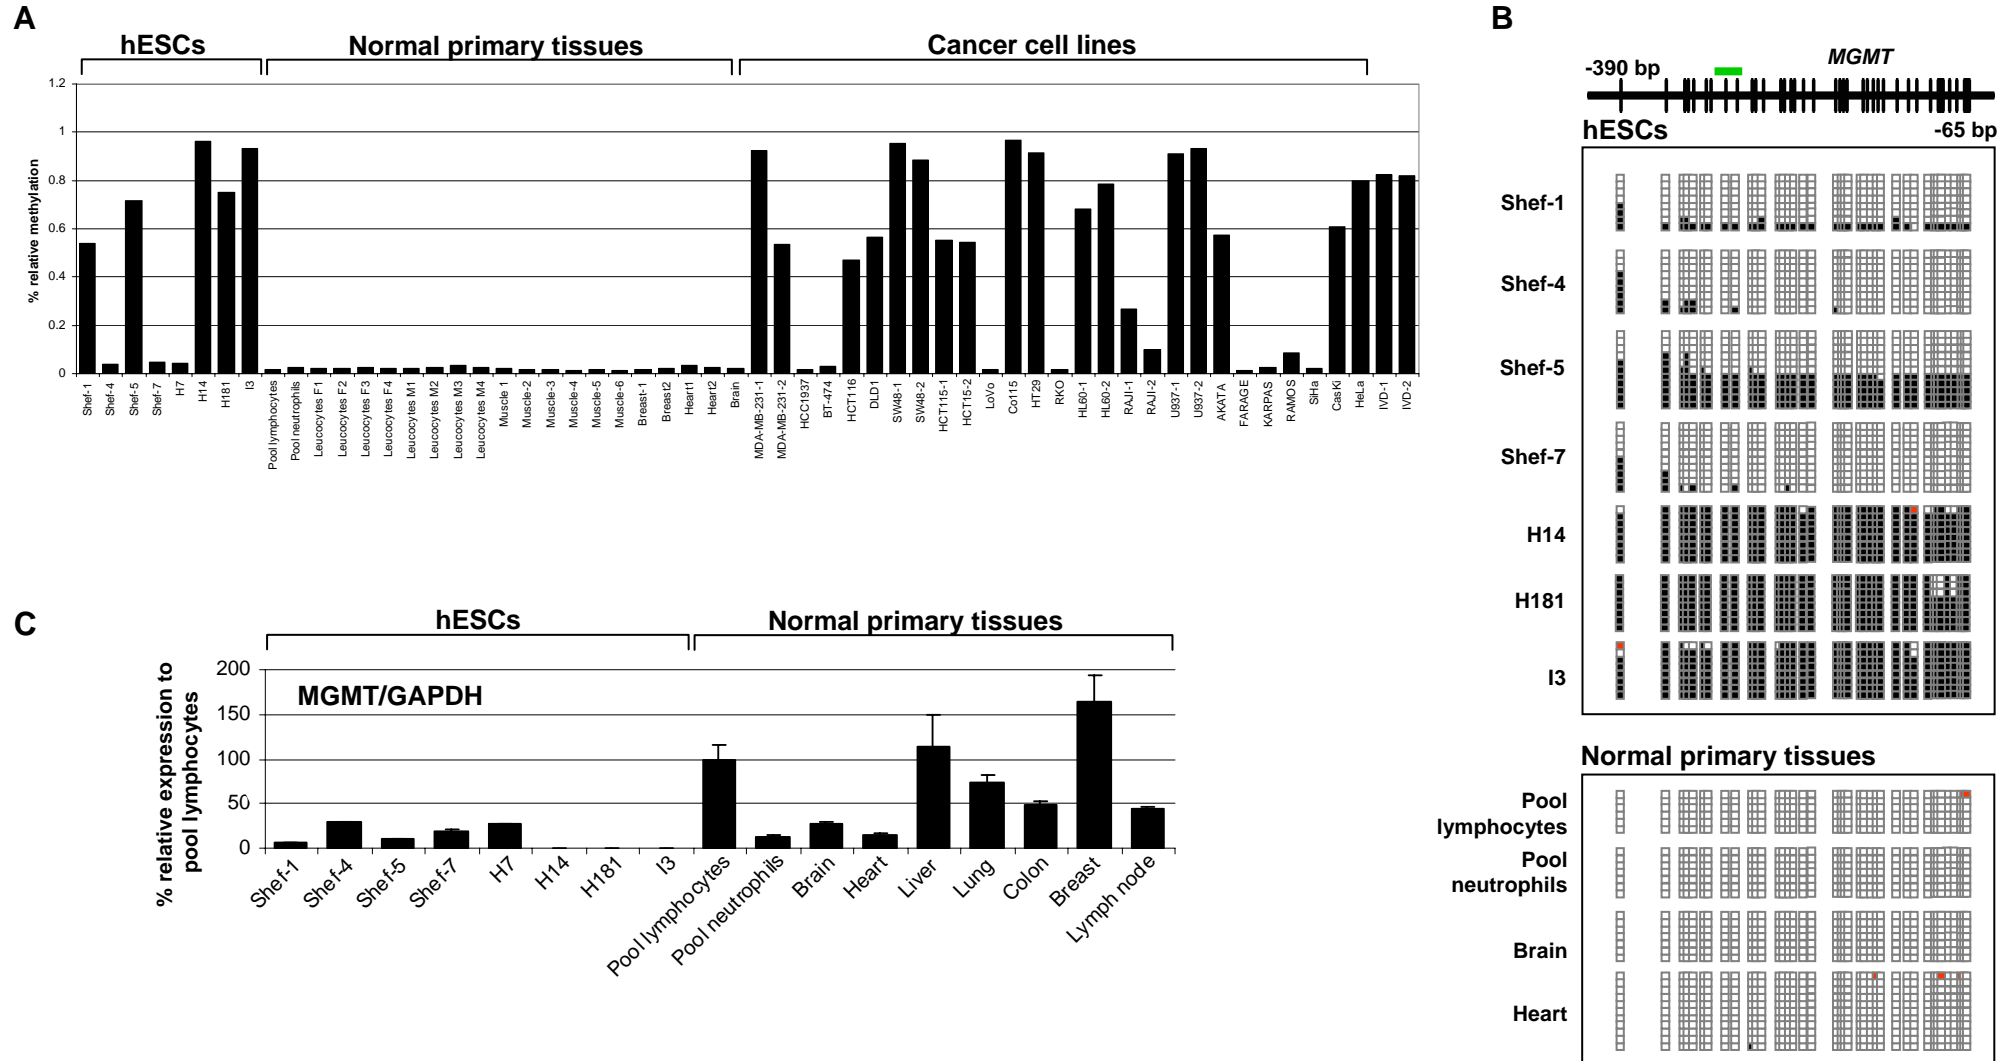 A
hESCs
Normal primary tissues
Cancer cell lines
% relative methylation
1.2
1
0.8
0.6
0.4
0.2
0
Shef-1
Shef-4
Shef-5
Shef-7
H7
H14
H181
I3
Pool lymphocytes
Pool neutrophils
Leucocytes F1
Leucocytes F2
Leucocytes F3
Leucocytes F4
Leucocytes M1
Leucocytes M2
Leucocytes M3
Leucocytes M4
Muscle 1
Muscle-2
Muscle-3
Muscle-4
Muscle-5
Muscle-6
Breast-1
Breast2
Heart1
Heart2
Brain
MDA-MB-231-1
MDA-MB-231-2
HCC1937
BT-474
HCT116
DLD1
SW48-1
SW48-2
HCT115-1
HCT15-2
LoVo
Co115
HT29
RKO
HL60-1
HL60-2
RAJI-1
RAJI-2
U937-1
U937-2
AKATA
FARAGE
KARPAS
RAMOS
SiHa
CasKi
HeLa
IVD-1
IVD-2
B
MGMT
-390 bp
-65 bp
hESCs
Shef-1
Shef-4
Shef-5
Shef-7
H14
H181
I3
Normal primary tissues
Pool
lymphocytes
Pool
neutrophils
Brain
Heart
C
hESCs
Normal primary tissues
% relative expression to
pool lymphocytes
MGMT/GAPDH
200
150
100
50
0
Shef-1
Shef-4
Shef-5
Shef-7
H7
H14
H181
I3
Pool lymphocytes
Pool neutrophils
Brain
Heart
Liver
Lung
Colon
Breast
Lymph node